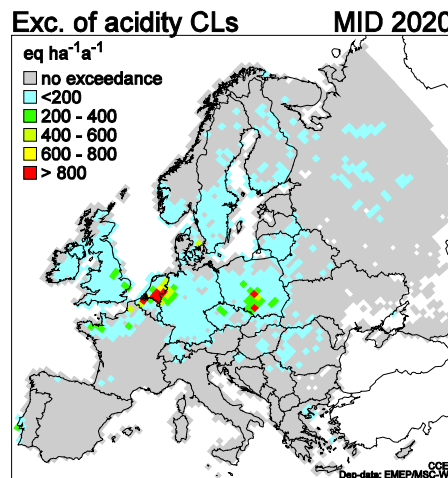 Exc. of acidity CLs MID 2020
eq ha⁻¹a⁻¹
no exceedance
<200
200 - 400
400 - 600
600 - 800
> 800
CCE
Dep-data: EMEP/MSC-W